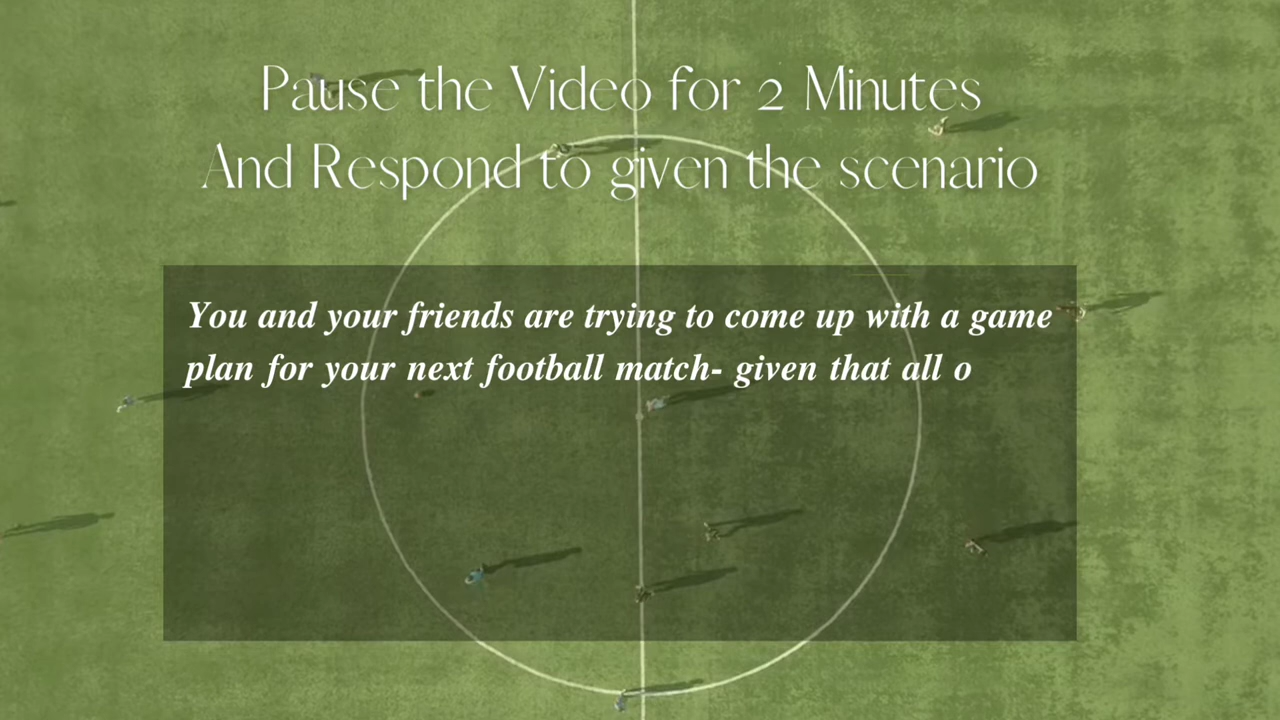 Pause the Video for 2 Minutes
And Respond to given the scenario
You and your friends are trying to come up with a game
plan for your next football match- given that all o